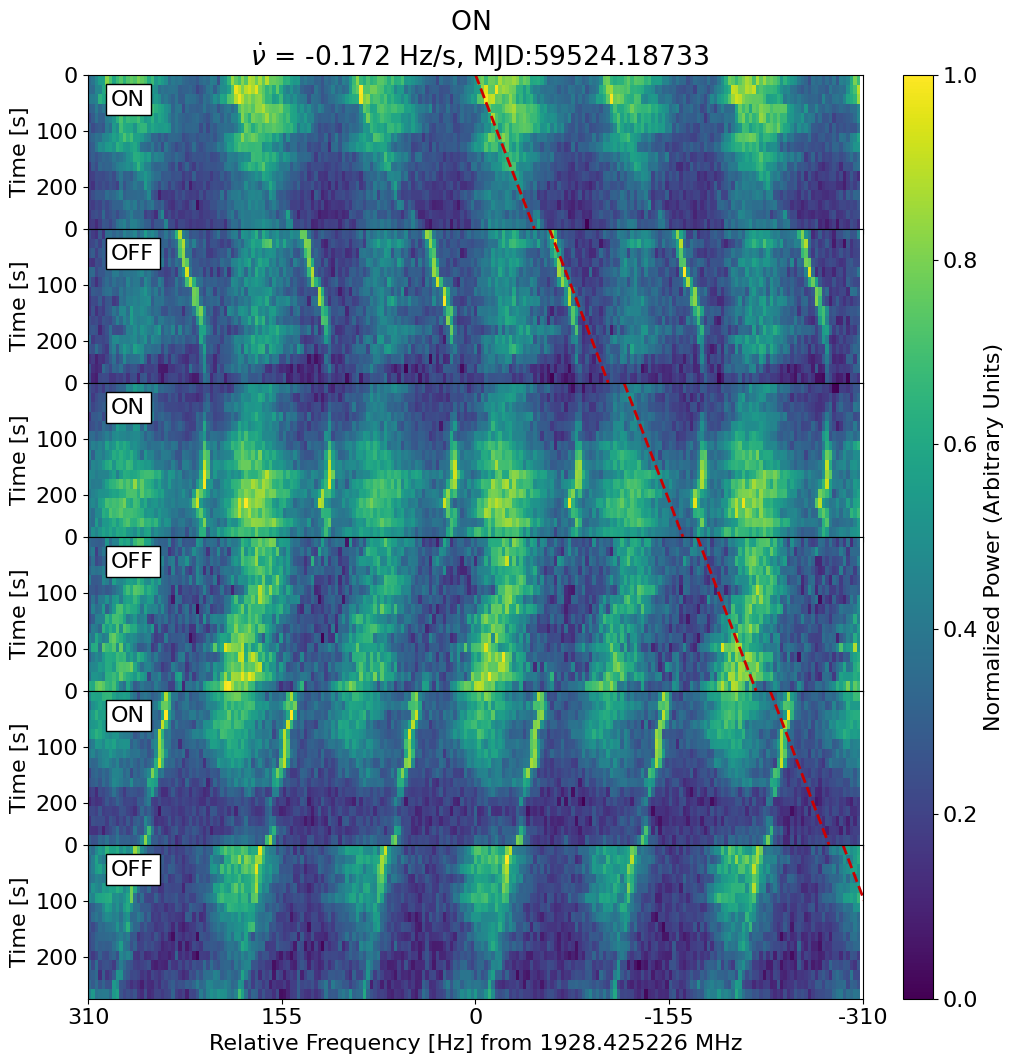 ON
ν̇ = -0.172 Hz/s, MJD:59524.18733
0
ON
100
200
Time [s]
0
OFF
100
200
Time [s]
0
ON
100
200
Time [s]
0
OFF
100
200
Time [s]
0
ON
100
200
Time [s]
0
OFF
100
200
Time [s]
310 155 0 -155 -310
Relative Frequency [Hz] from 1928.425226 MHz
1.0
0.8
0.6
0.4
0.2
0.0
Normalized Power (Arbitrary Units)